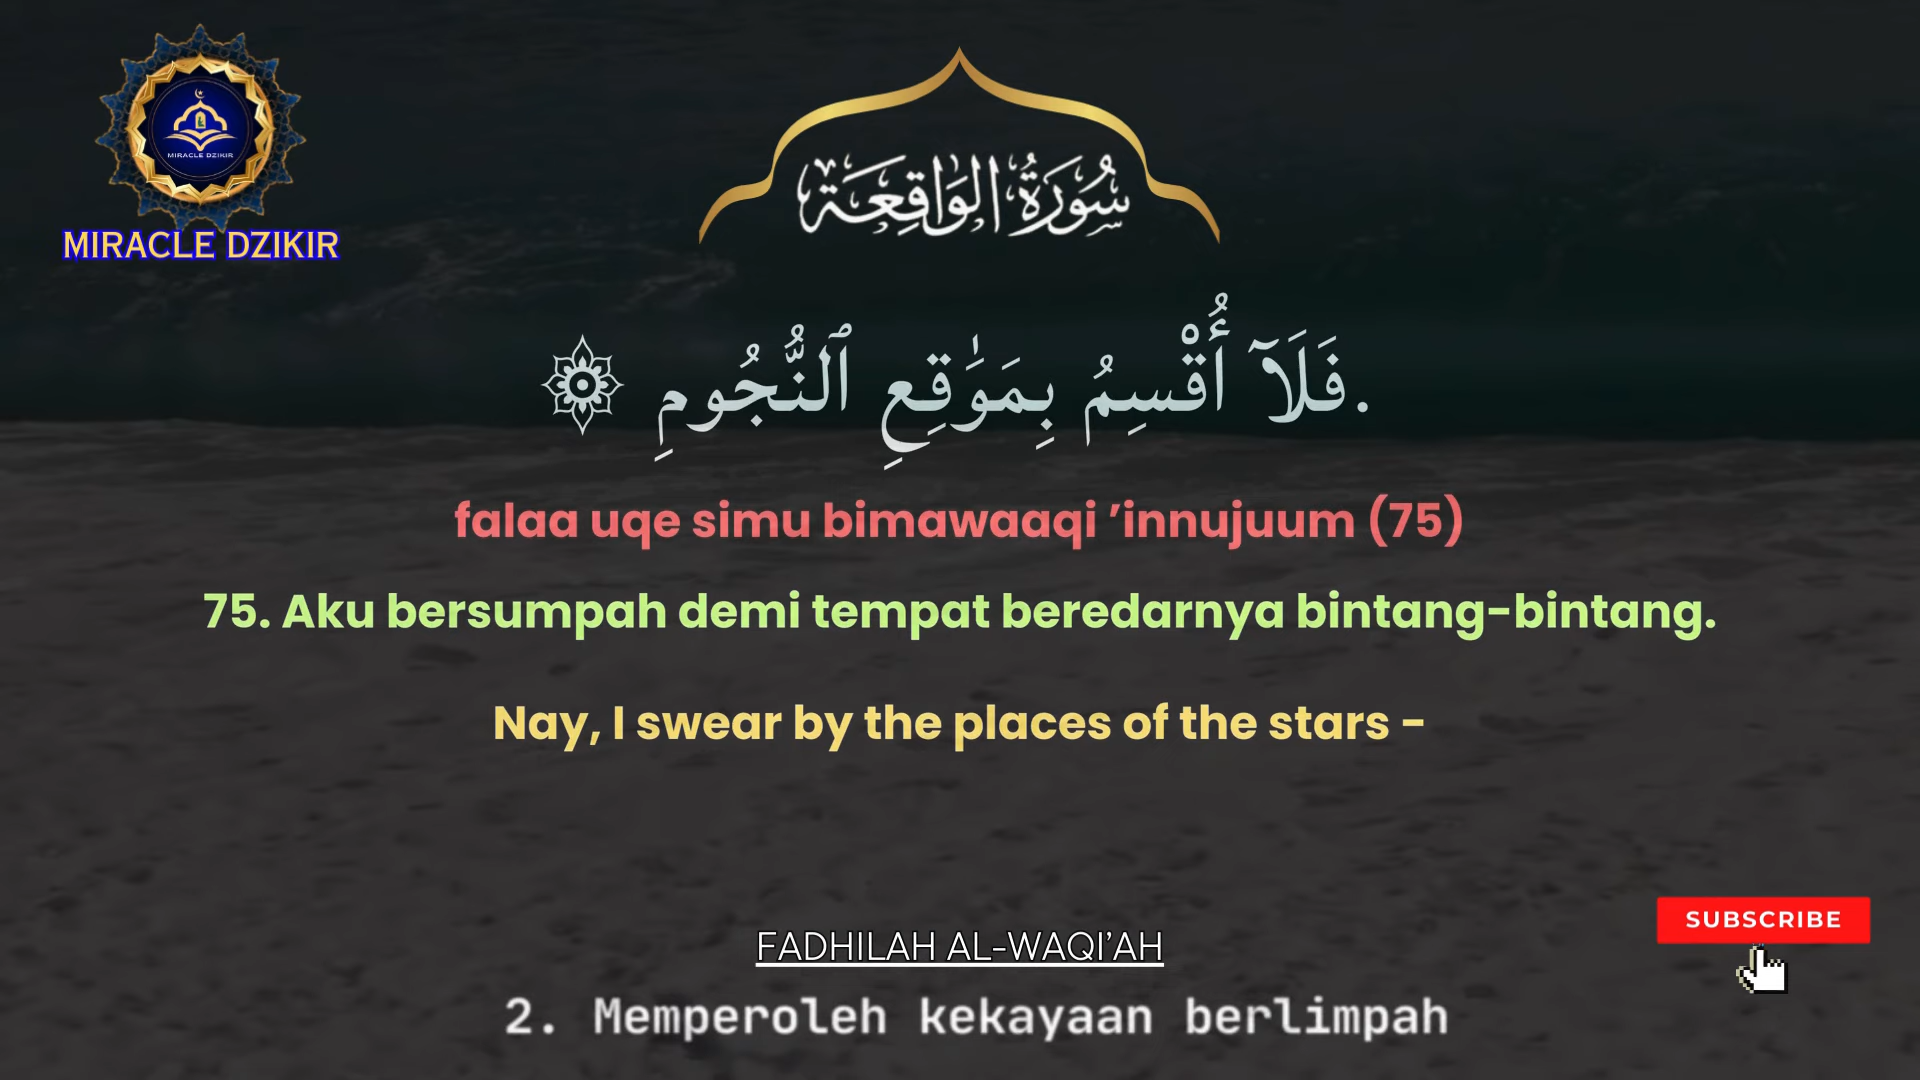 MIRACLE DZIKIR
MIRACLE DZIKIR
سُورَةُ الوَاقِعَة
فَلَآ أُقْسِمُ بِمَوَٰقِعِ ٱلنُّجُومِ ۞.
falaa uqe simu bimawaaqi ’innujuum (75)
75. Aku bersumpah demi tempat beredarnya bintang-bintang.
Nay, I swear by the places of the stars -
SUBSCRIBE
FADHILAH AL-WAQI’AH
2. Memperoleh kekayaan berlimpah